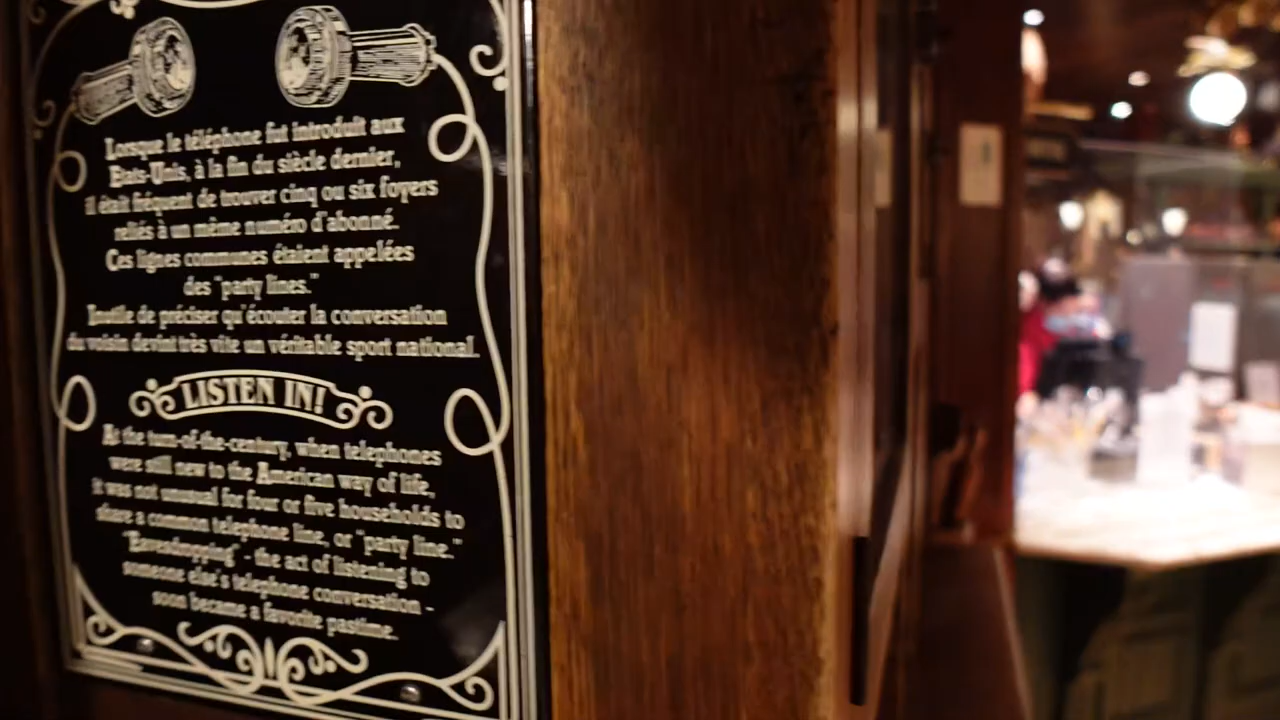 Lorsque le téléphone fut introduit aux
Etats-Unis, à la fin du siècle dernier,
il était fréquent de trouver cinq ou six foyers
reliés à un même numéro d'abonné.
Ces lignes communes étaient appelées
des "party lines."
Inutile de préciser qu'écouter la conversation
du voisin devint très vite un véritable sport national.
LISTEN IN!
At the turn-of-the-century, when telephones
were still new to the American way of life,
it was not unusual for four or five households to
share a common telephone line, or "party line."
"Eavesdropping" - the act of listening to
someone else's telephone conversation -
soon became a favorite pastime.